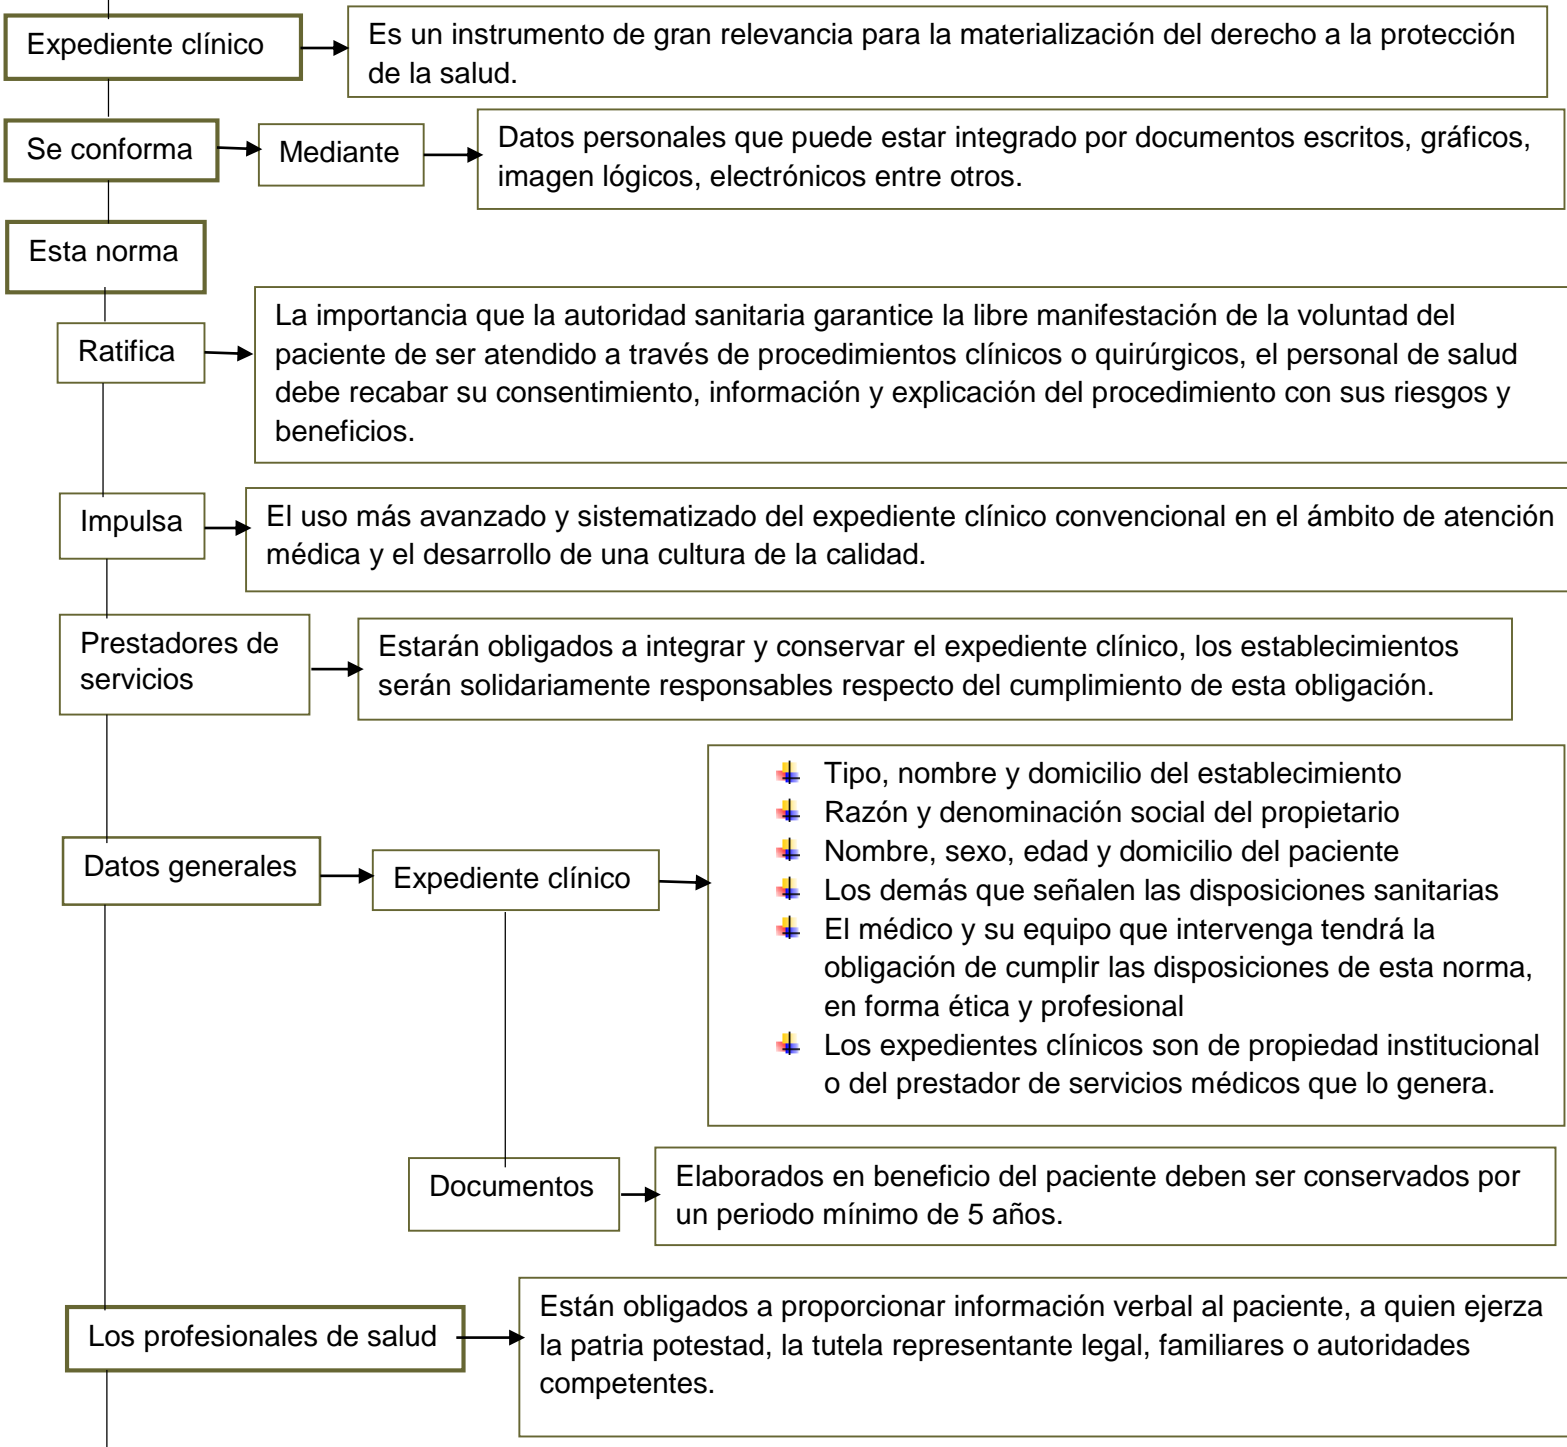 Expediente clínico
Es un instrumento de gran relevancia para la materialización del derecho a la protección
de la salud.
Se conforma
Mediante
Datos personales que puede estar integrado por documentos escritos, gráficos,
imagen lógicos, electrónicos entre otros.
Esta norma
Ratifica
La importancia que la autoridad sanitaria garantice la libre manifestación de la voluntad del
paciente de ser atendido a través de procedimientos clínicos o quirúrgicos, el personal de salud
debe recabar su consentimiento, información y explicación del procedimiento con sus riesgos y
beneficios.
Impulsa
El uso más avanzado y sistematizado del expediente clínico convencional en el ámbito de atención
médica y el desarrollo de una cultura de la calidad.
Prestadores de
servicios
Estarán obligados a integrar y conservar el expediente clínico, los establecimientos
serán solidariamente responsables respecto del cumplimiento de esta obligación.
Datos generales
Expediente clínico
Tipo, nombre y domicilio del establecimiento
Razón y denominación social del propietario
Nombre, sexo, edad y domicilio del paciente
Los demás que señalen las disposiciones sanitarias
El médico y su equipo que intervenga tendrá la
obligación de cumplir las disposiciones de esta norma,
en forma ética y profesional
Los expedientes clínicos son de propiedad institucional
o del prestador de servicios médicos que lo genera.
Documentos
Elaborados en beneficio del paciente deben ser conservados por
un periodo mínimo de 5 años.
Los profesionales de salud
Están obligados a proporcionar información verbal al paciente, a quien ejerza
la patria potestad, la tutela representante legal, familiares o autoridades
competentes.